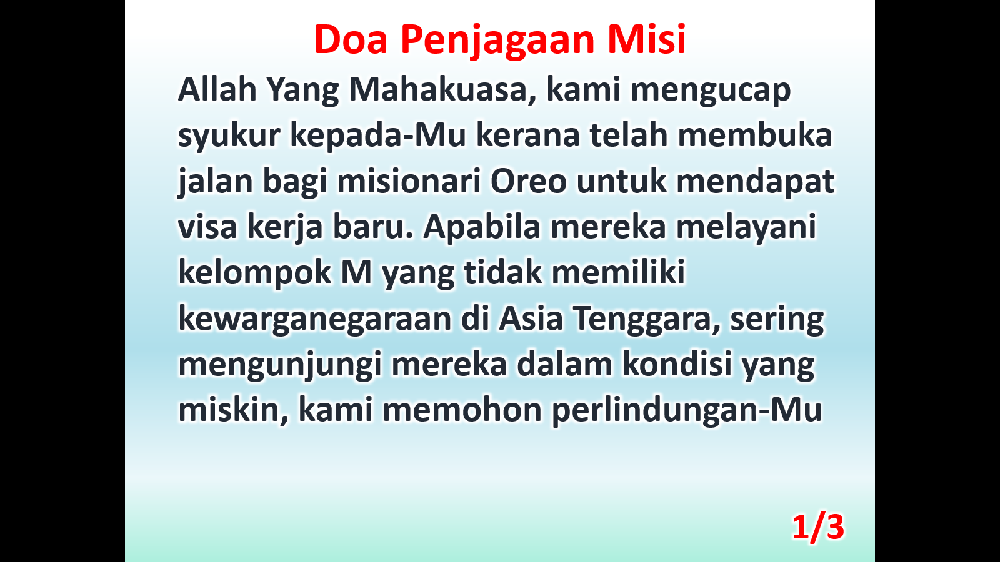 Doa Penjagaan Misi
Allah Yang Mahakuasa, kami mengucap
syukur kepada-Mu kerana telah membuka
jalan bagi misionari Oreo untuk mendapat
visa kerja baru. Apabila mereka melayani
kelompok M yang tidak memiliki
kewarganegaraan di Asia Tenggara, sering
mengunjungi mereka dalam kondisi yang
miskin, kami memohon perlindungan-Mu
1/3